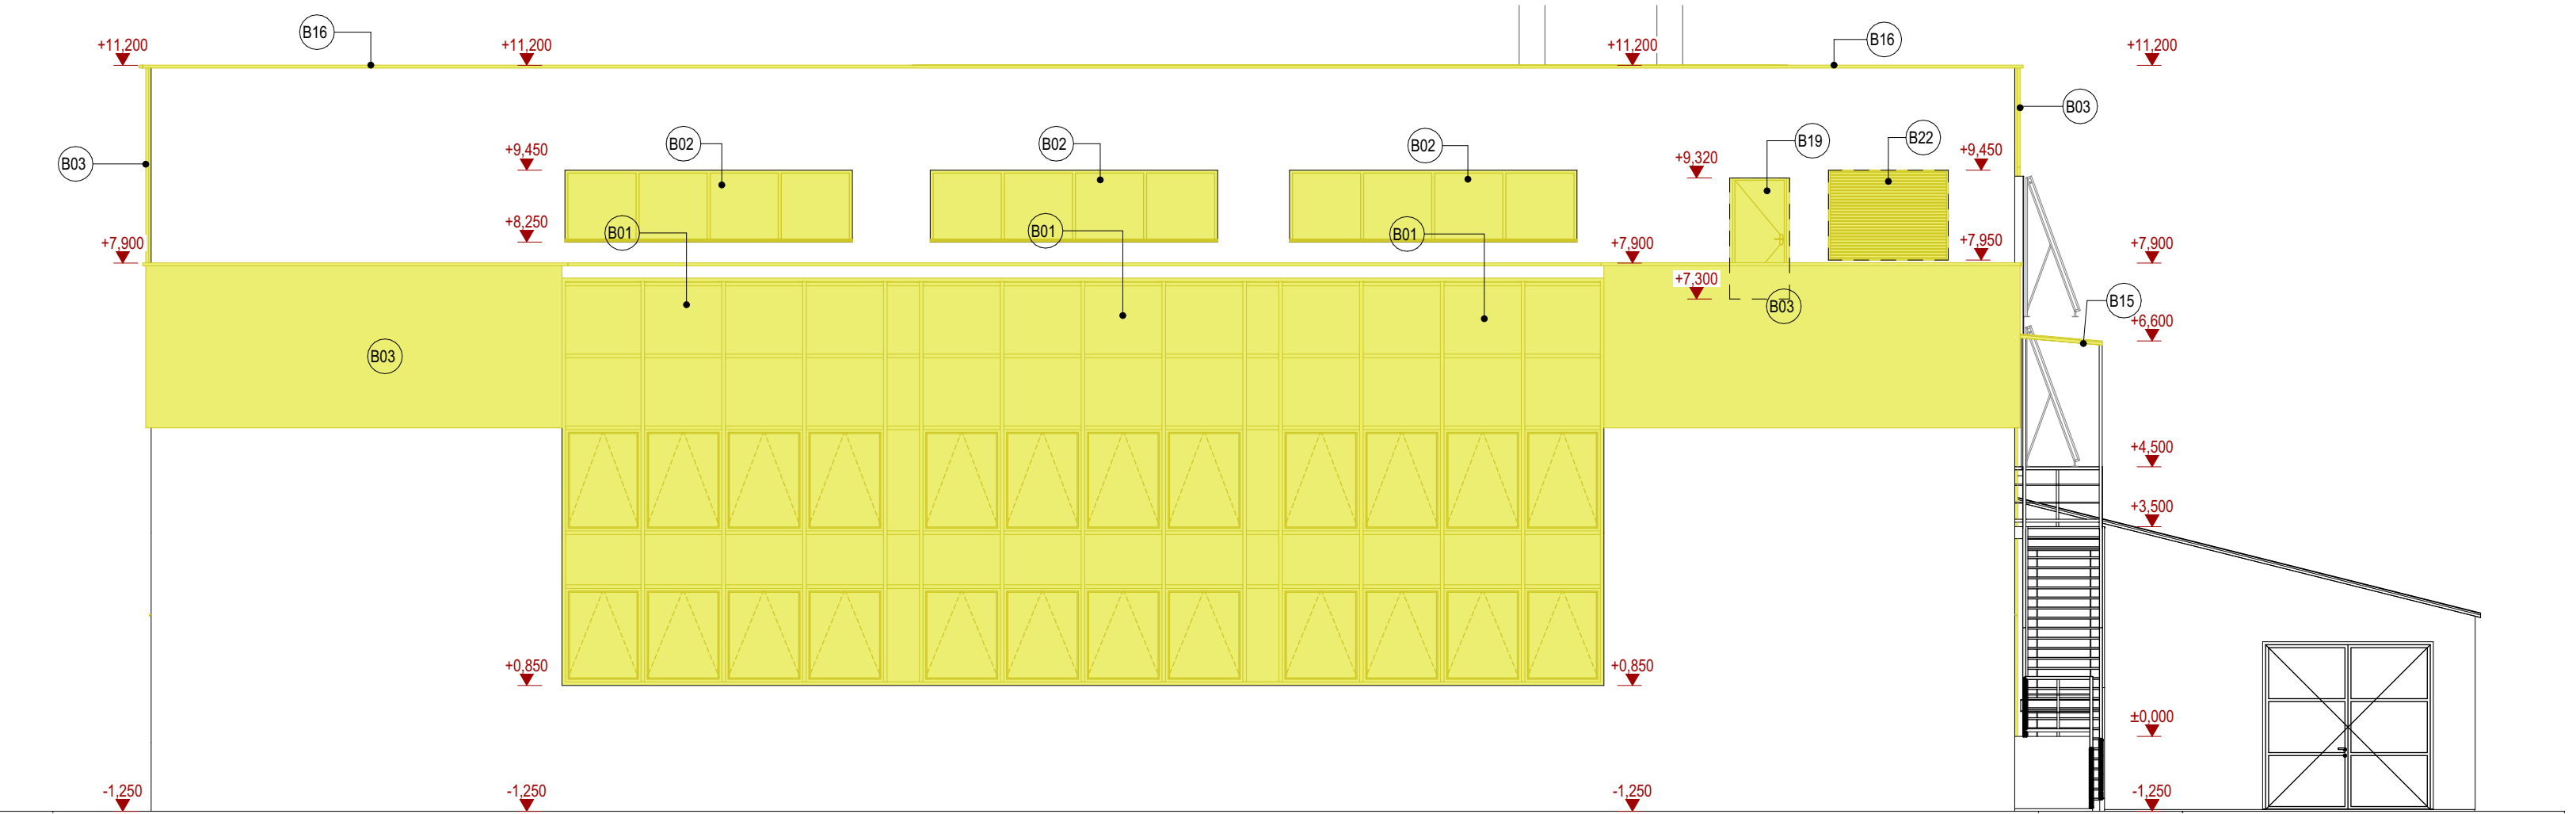 B16
B16
+11,200
+11,200
+11,200
+11,200
B03
B02
B02
B02
B19
B22
B03
+9,450
+9,320
+9,450
+8,250
B01
B01
B01
+7,900
+7,900
+7,950
+7,900
+7,300
B03
B15
+6,600
B03
+4,500
+3,500
+0,850
+0,850
±0,000
-1,250
-1,250
-1,250
-1,250